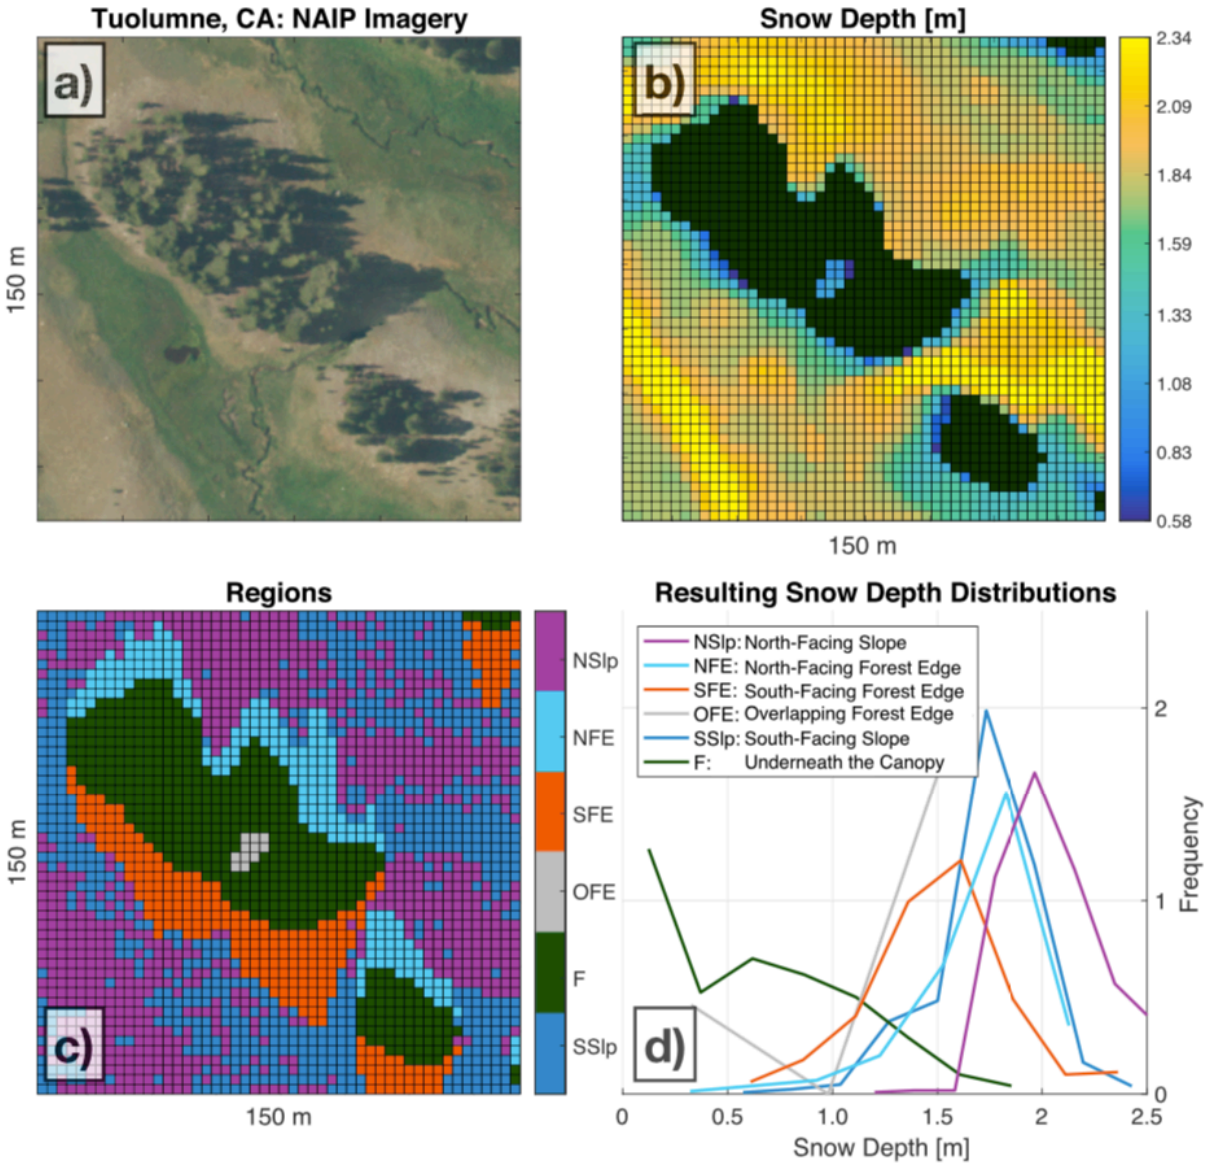 Tuolumne, CA: NAIP Imagery
a)
150 m
Snow Depth [m]
b)
2.34
2.09
1.84
1.59
1.33
1.08
0.83
0.58
150 m
Regions
c)
150 m
150 m
NSlp
NFE
SFE
OFE
F
SSlp
Resulting Snow Depth Distributions
NSlp: North-Facing Slope
NFE: North-Facing Forest Edge
SFE: South-Facing Forest Edge
OFE: Overlapping Forest Edge
SSlp: South-Facing Slope
F: Underneath the Canopy
d)
2
1
0
Frequency
0 0.5 1.0 1.5 2 2.5
Snow Depth [m]